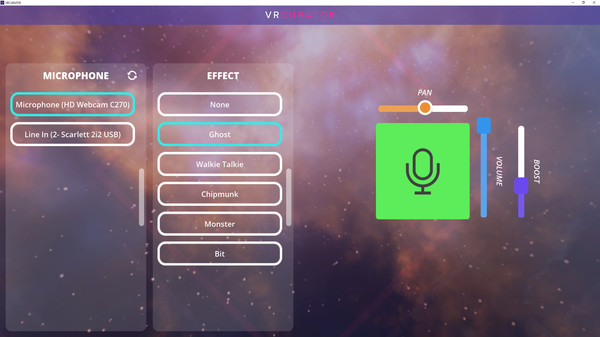 VR
MICROPHONE
Microphone (HD Webcam C270)
Line In (2- Scarlett 2i2 USB)
EFFECT
None
Ghost
Walkie Talkie
Chipmunk
Monster
Bit
PAN
VOLUME
BOOST